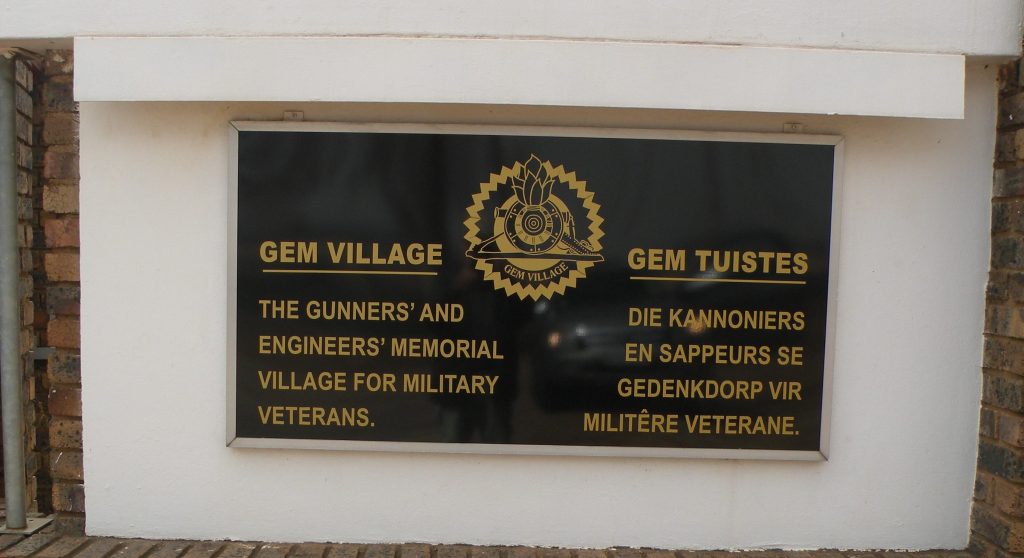 GEM VILLAGE
THE GUNNERS' AND
ENGINEERS' MEMORIAL
VILLAGE FOR MILITARY
VETERANS.
GEM VILLAGE
GEM TUISTES
DIE KANNONIERS
EN SAPPEURS SE
GEDENKDORP VIR
MILITÊRE VETERANE.